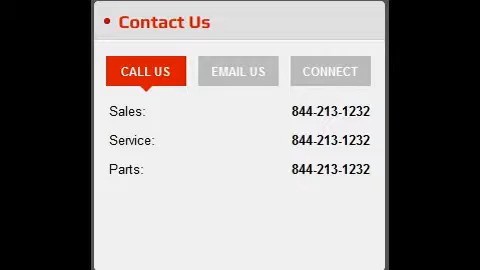 Contact Us
CALL US EMAIL US CONNECT
Sales: 844-213-1232
Service: 844-213-1232
Parts: 844-213-1232